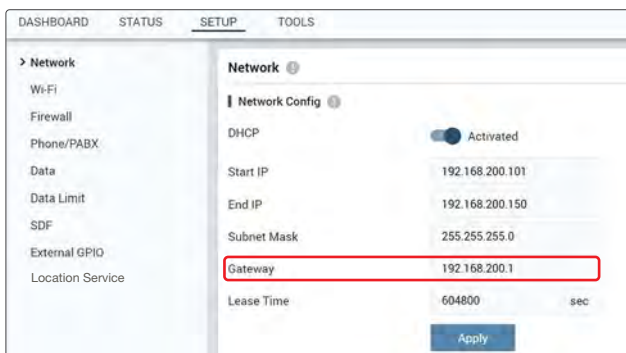 DASHBOARD STATUS SETUP TOOLS
> Network
Wi-Fi
Firewall
Phone/PABX
Data
Data Limit
SDF
External GPIO
Location Service
Network
Network Config
DHCP Activated
Start IP 192.168.200.101
End IP 192.168.200.150
Subnet Mask 255.255.255.0
Gateway 192.168.200.1
Lease Time 604800 sec
Apply